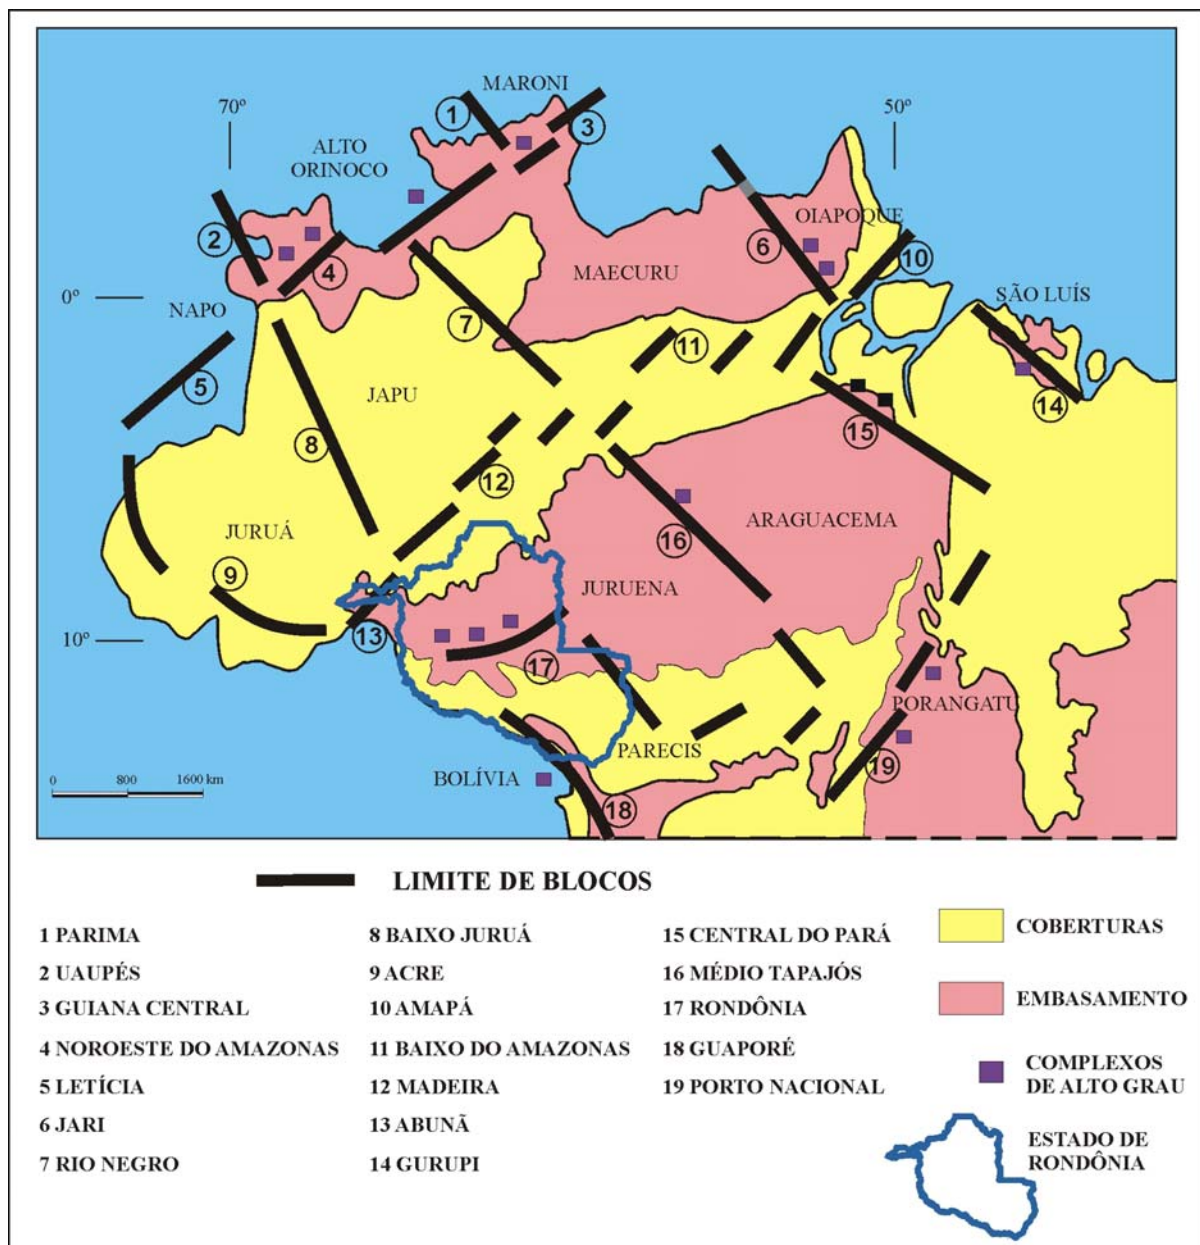 MARONI
70º
50º
1
3
ALTO
ORINOCO
OIAPOQUE
2
4
6
10
MAECURU
0º
NAPO
SÃO LUÍS
7
11
5
JAPU
14
8
15
12
ARAGUACEMA
JURUÁ
16
9
JURUENA
10º
13
17
PORANGATU
PARECIS
BOLÍVIA
19
0 800 1600 km
18
LIMITE DE BLOCOS
1 PARIMA
2 UAUPÉS
3 GUIANA CENTRAL
4 NOROESTE DO AMAZONAS
5 LETÍCIA
6 JARI
7 RIO NEGRO
8 BAIXO JURUÁ
9 ACRE
10 AMAPÁ
11 BAIXO DO AMAZONAS
12 MADEIRA
13 ABUNÃ
14 GURUPI
15 CENTRAL DO PARÁ
16 MÉDIO TAPAJÓS
17 RONDÔNIA
18 GUAPORÉ
19 PORTO NACIONAL
COBERTURAS
EMBASAMENTO
COMPLEXOS
DE ALTO GRAU
ESTADO DE
RONDÔNIA